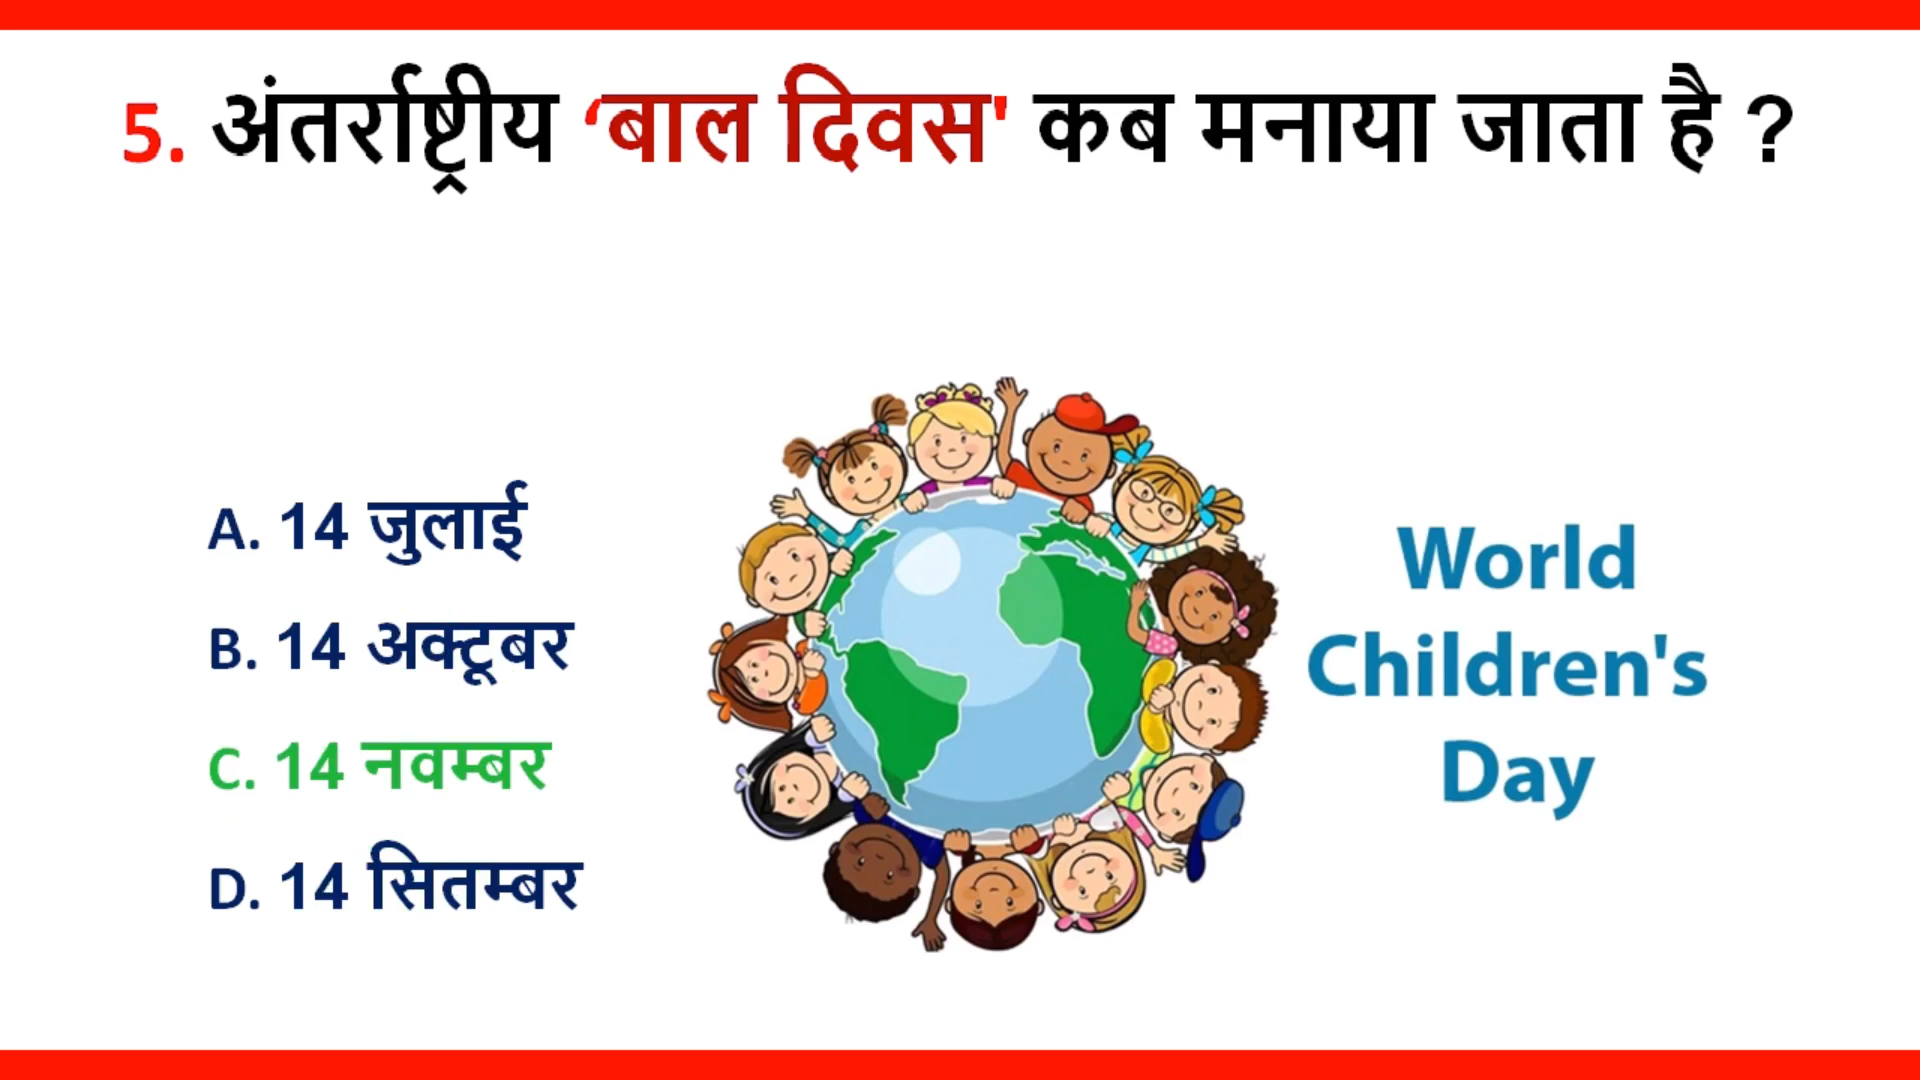 5. अंतर्राष्ट्रीय ‘बाल दिवस' कब मनाया जाता है ?
A. 14 जुलाई
B. 14 अक्टूबर
C. 14 नवम्बर
D. 14 सितम्बर
World
Children's
Day